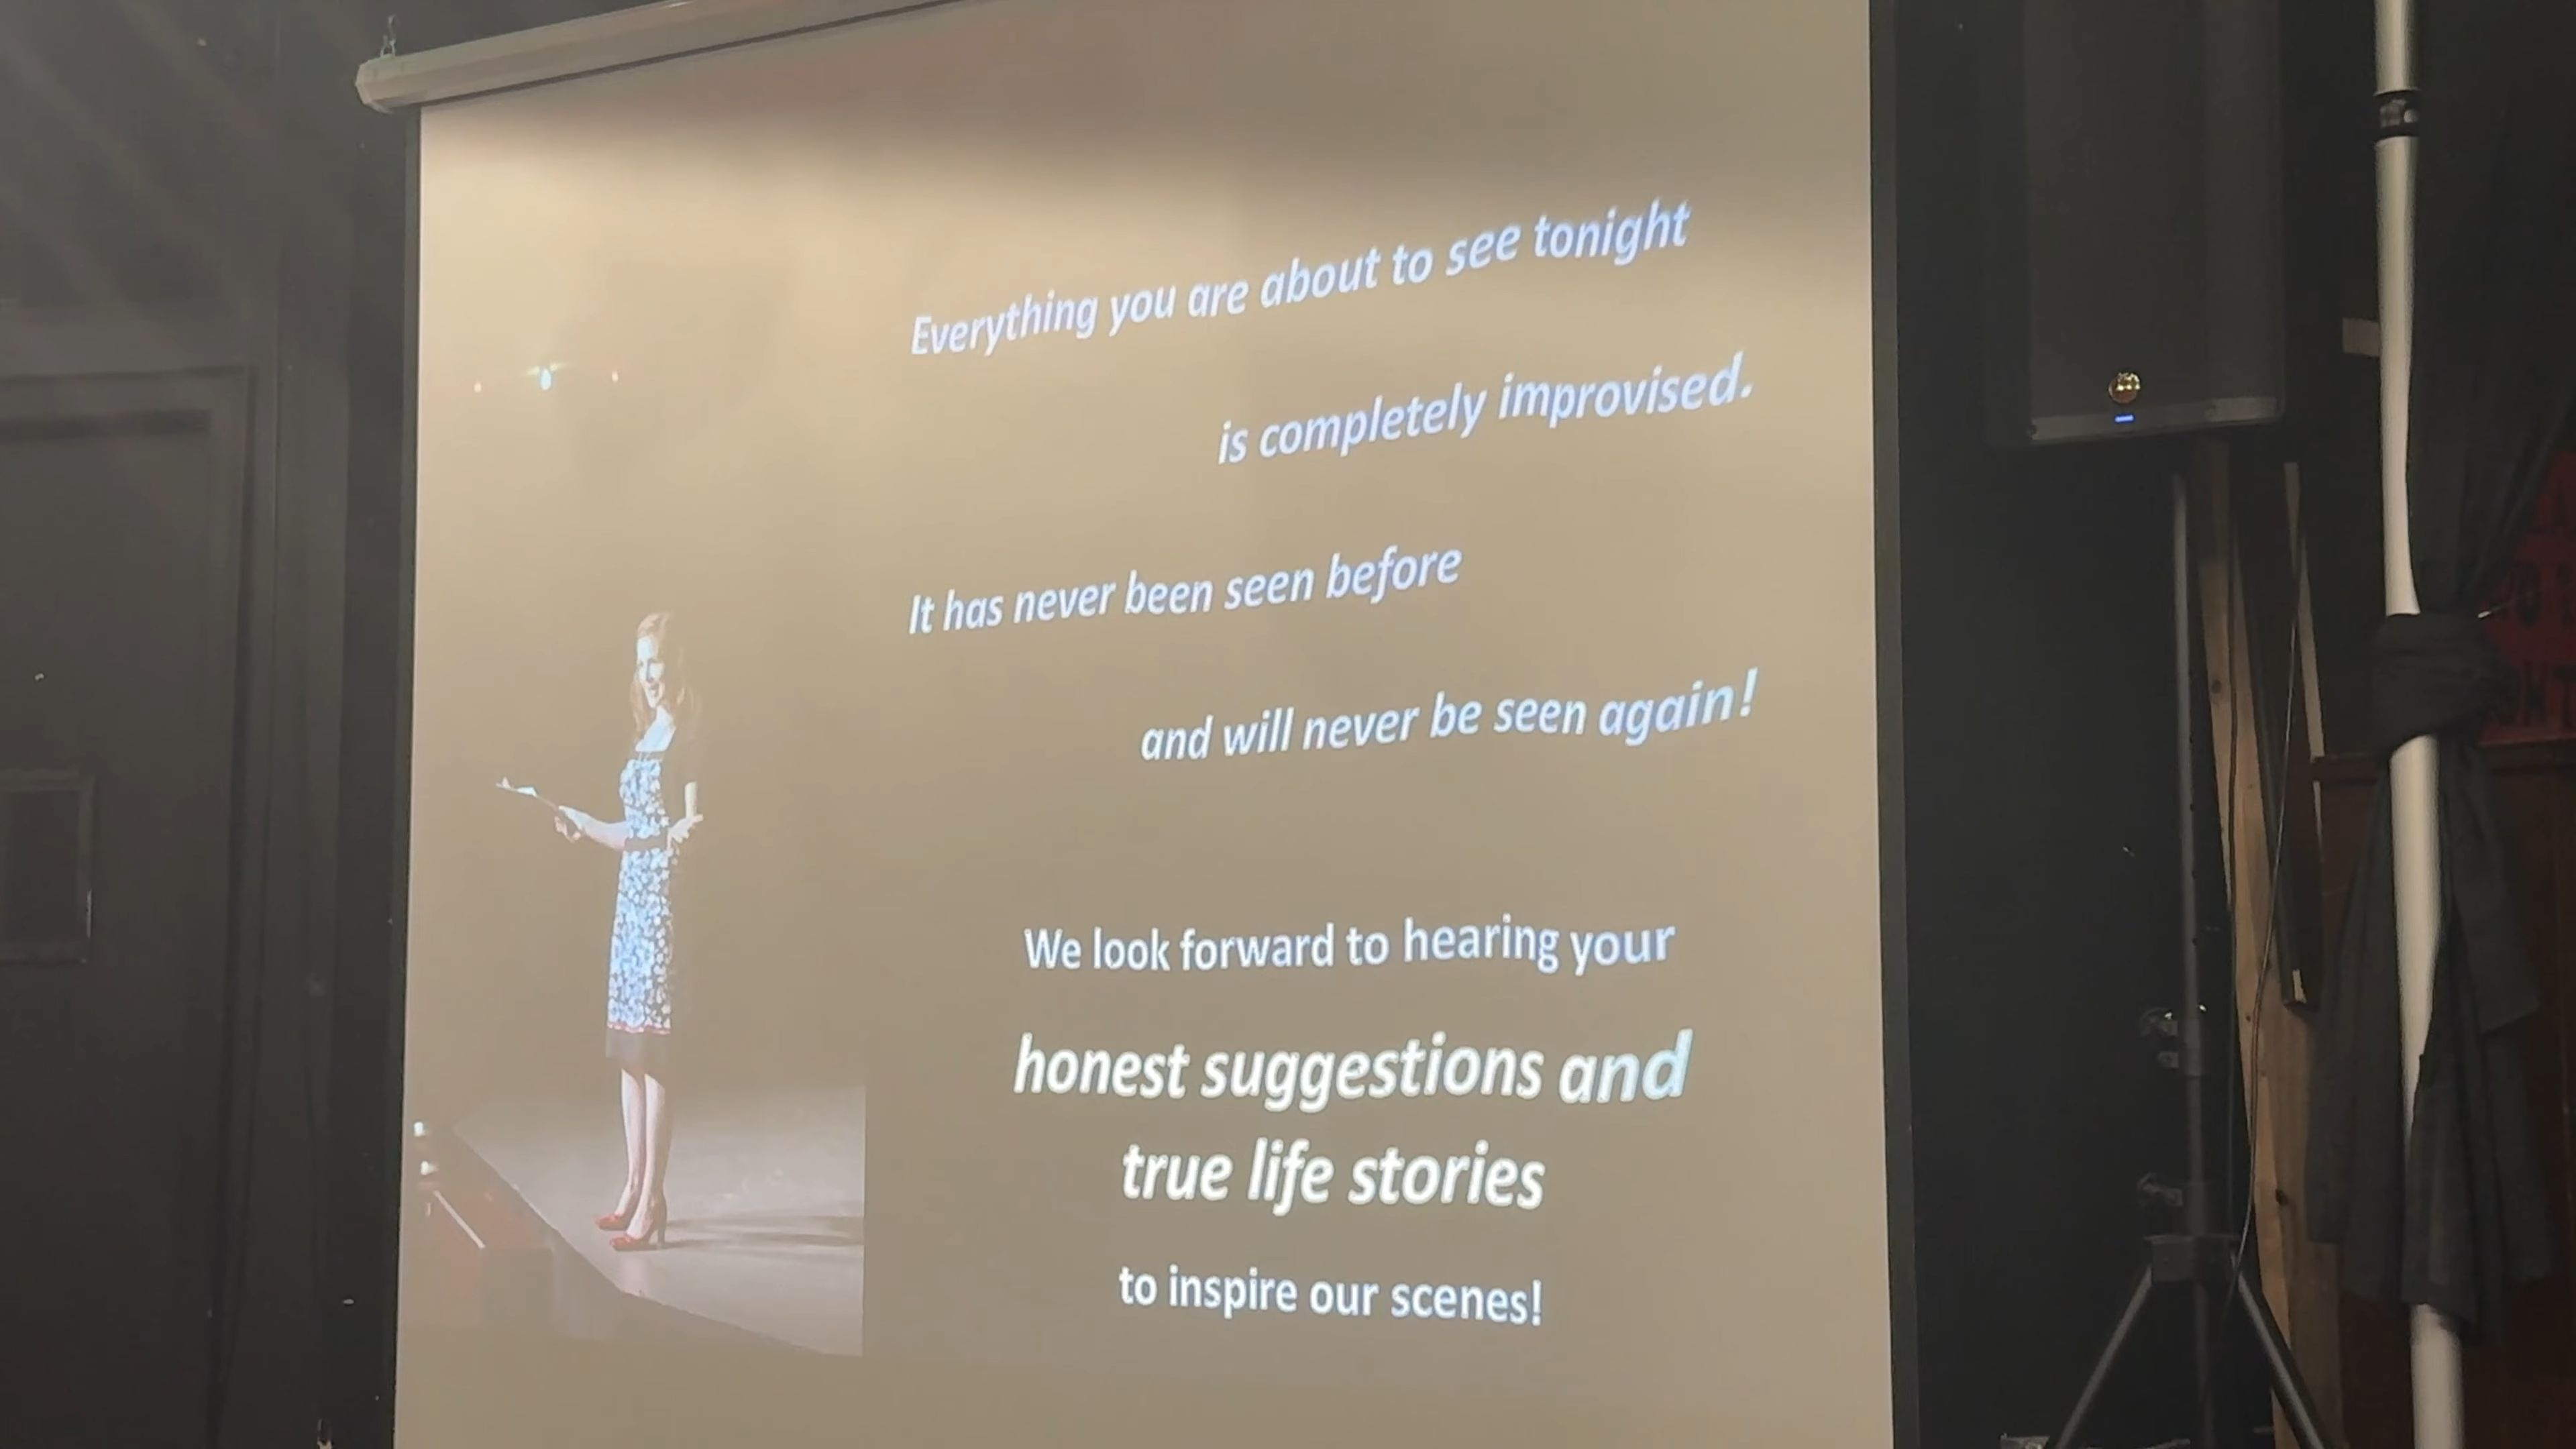 Everything you are about to see tonight
is completely improvised.
It has never been seen before
and will never be seen again!
We look forward to hearing your
honest suggestions and
true life stories
to inspire our scenes!